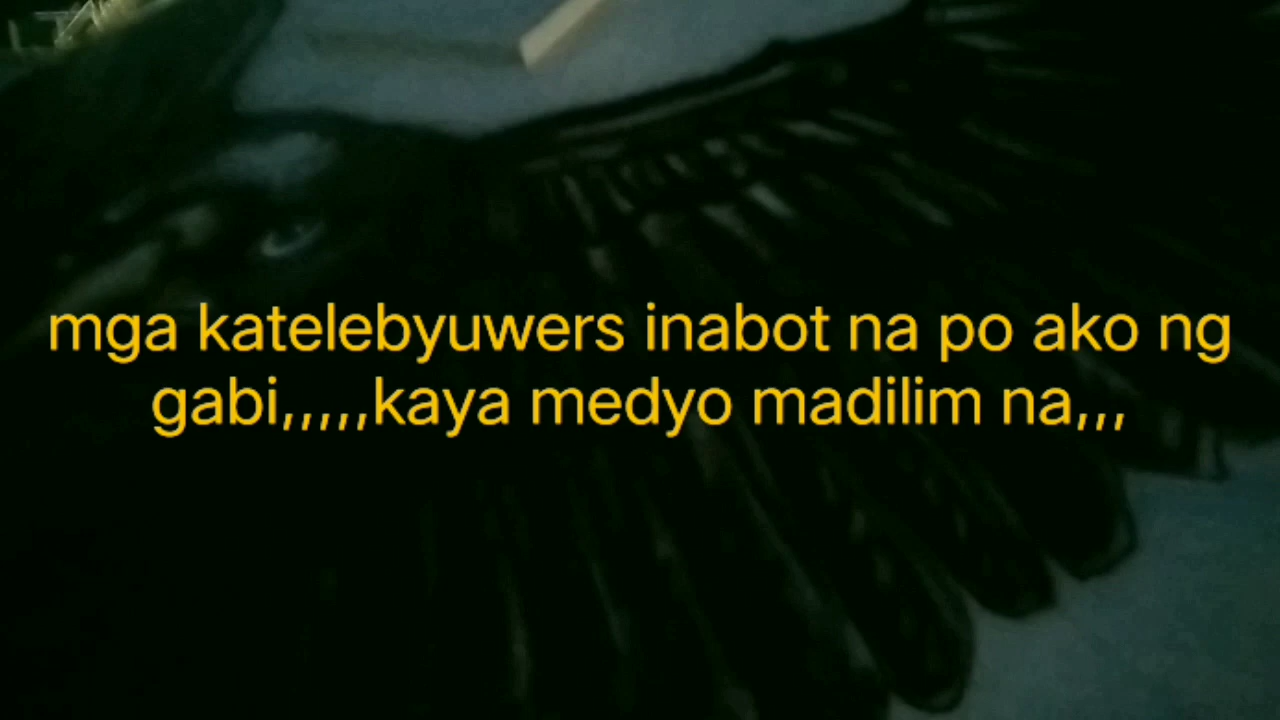 mga katelebyuwers inabot na po ako ng
gabi,,,,,kaya medyo madilim na,,,